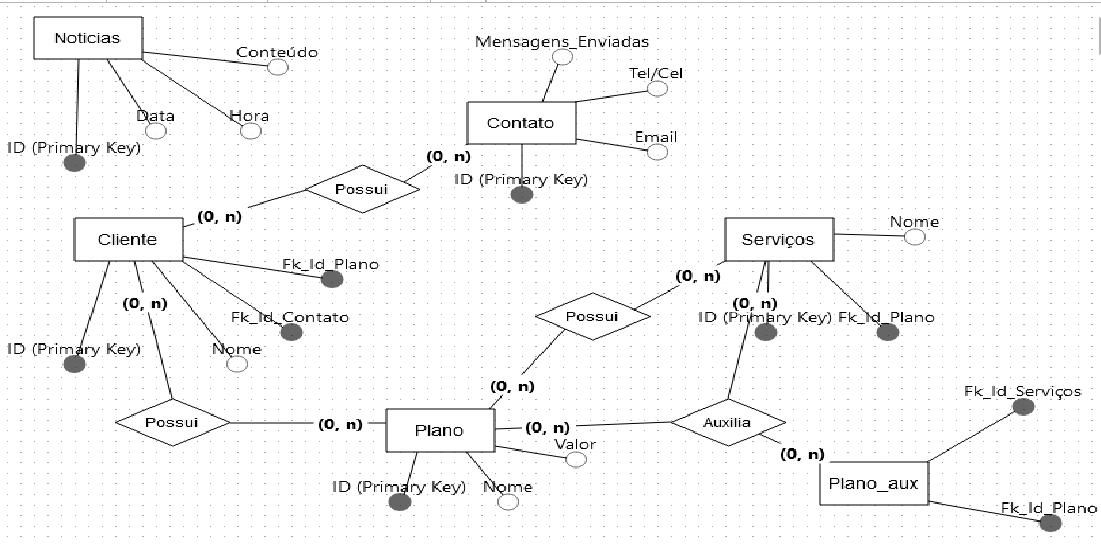 Noticias
Conteúdo
Data
Hora
ID (Primary Key)
Mensagens_Enviadas
Tel/Cel
Contato
Email
ID (Primary Key)
(0, n)
Possui
(0, n)
Cliente
Fk_Id_Plano
(0, n)
Fk_Id_Contato
ID (Primary Key)
Nome
Possui
(0, n)
Serviços
Nome
(0, n)
(0, n)
ID (Primary Key)
Fk_Id_Plano
Possui
(0, n)
Plano
(0, n)
Valor
ID (Primary Key)
Nome
Auxilia
(0, n)
Fk_Id_Serviços
Plano_aux
Fk_Id_Plano